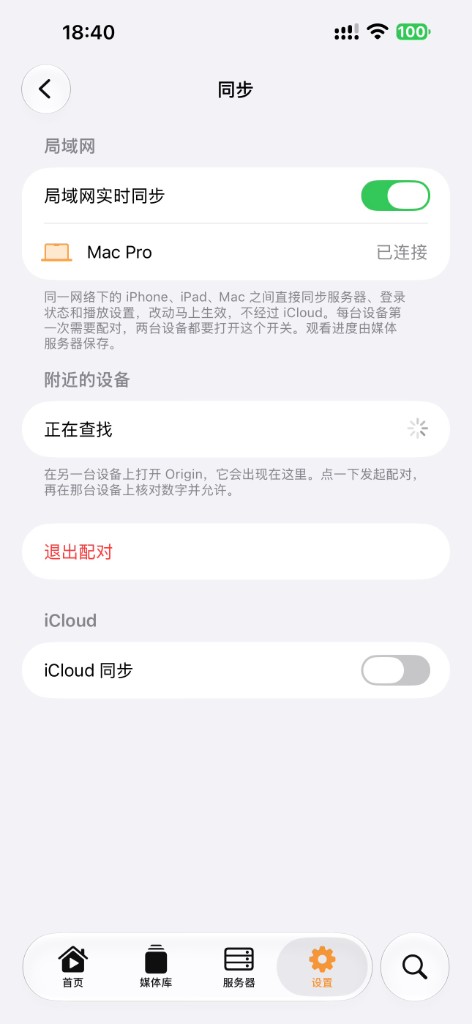 18:40
100
同步
局域网
局域网实时同步
Mac Pro
已连接
同一网络下的 iPhone、iPad、Mac 之间直接同步服务器、登录
状态和播放设置，改动马上生效，不经过 iCloud。每台设备第
一次需要配对，两台设备都要打开这个开关。观看进度由媒体
服务器保存。
附近的设备
正在查找
在另一台设备上打开 Origin，它会出现在这里。点一下发起配对，
再在那台设备上核对数字并允许。
退出配对
iCloud
iCloud 同步
首页
媒体库
服务器
设置